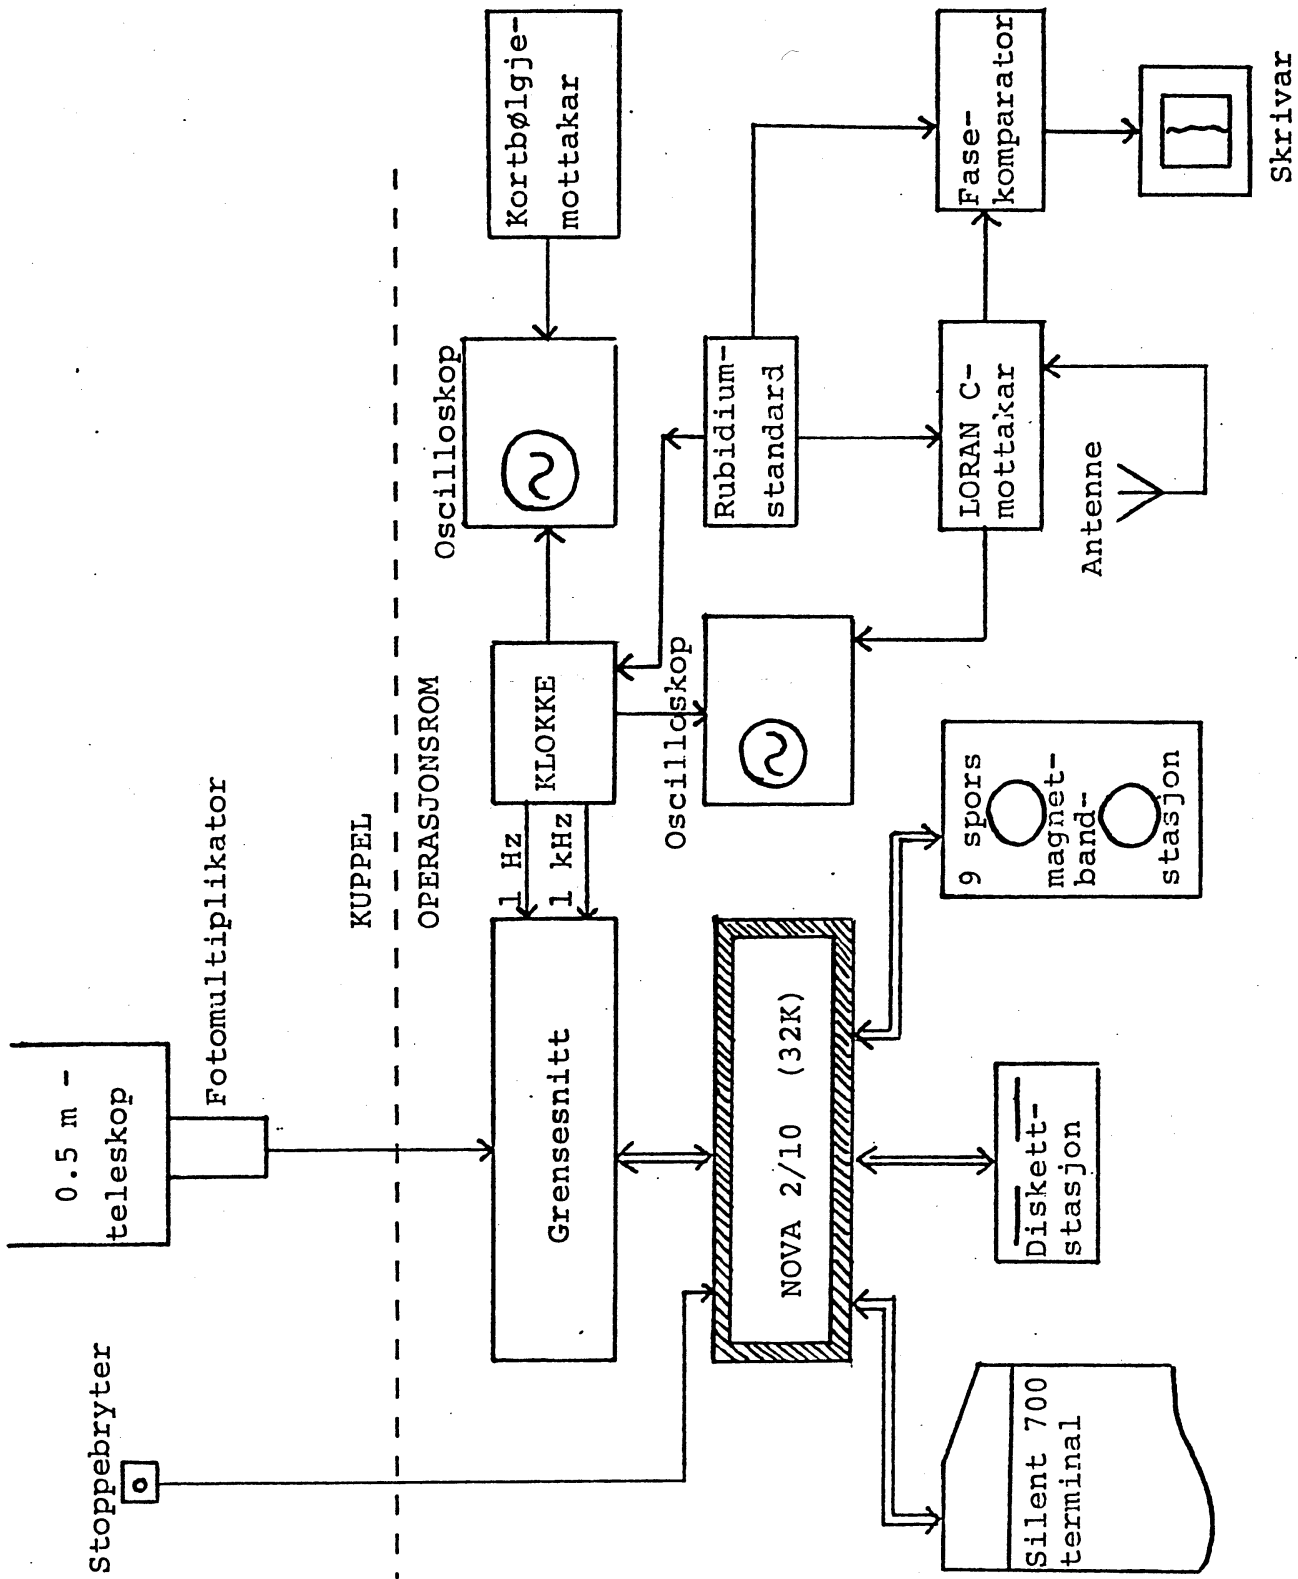 Stoppebryter
0.5 m -
teleskop
Fotomultiplikator
KUPPEL
OPERASJONSROM
Grensesnitt
1 Hz
1 kHz
KLOKKE
Oscilloskop
Kortbølgje-
mottakar
NOVA 2/10 (32K)
Oscilloskop
Rubidium-
standard
Silent 700
terminal
Diskett-
stasjon
9 spors
magnet-
band-
stasjon
LORAN C-
mottakar
Antenne
Fase-
komparator
Skrivar